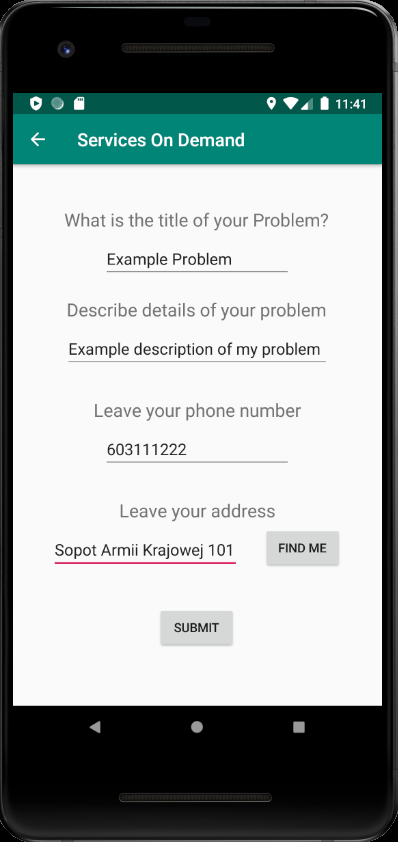 11:41
Services On Demand
What is the title of your Problem?
Example Problem
Describe details of your problem
Example description of my problem
Leave your phone number
603111222
Leave your address
Sopot Armii Krajowej 101
FIND ME
SUBMIT